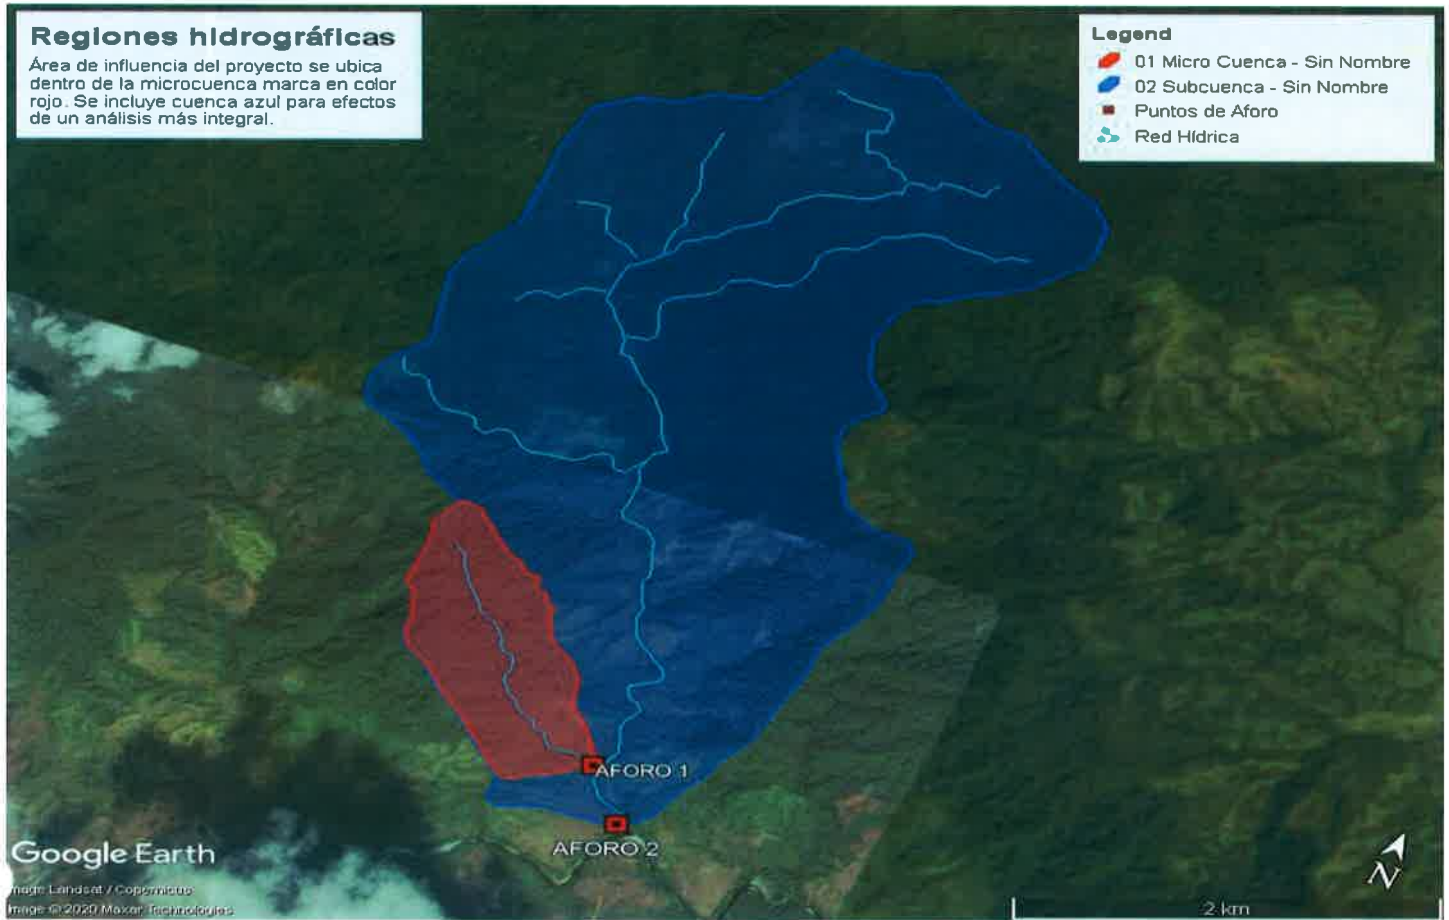 Regiones hidrográficas
Área de influencia del proyecto se ubica
dentro de la microcuenca marca en color
rojo. Se incluye cuenca azul para efectos
de un análisis más integral.
Legend
01 Micro Cuenca - Sin Nombre
02 Subcuenca - Sin Nombre
Puntos de Aforo
Red Hídrica
AFORO 1
AFORO 2
Google Earth
Image Landsat / Copernicus
Image © 2020 Maxar Technologies
N
2 km